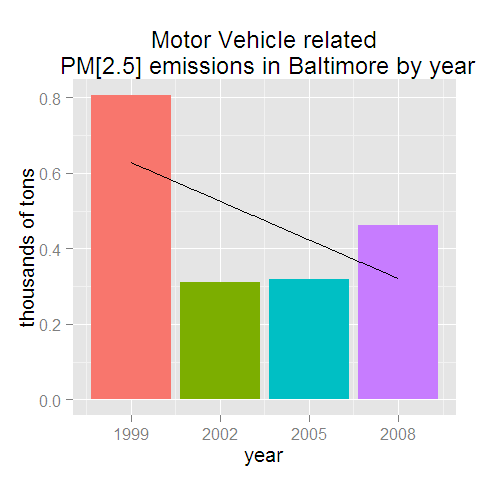 Motor Vehicle related
PM[2.5] emissions in Baltimore by year
thousands of tons
0.8
0.6
0.4
0.2
0.0
1999 2002 2005 2008
year